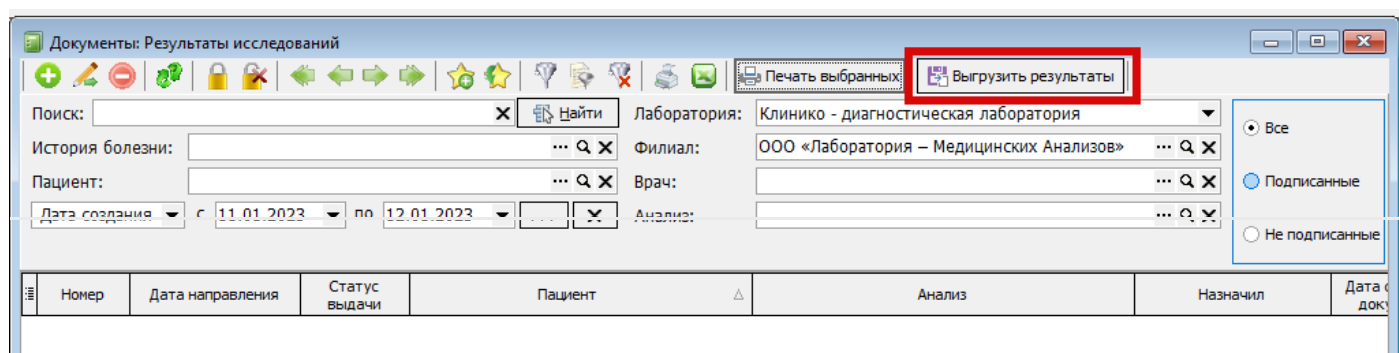 Документы: Результаты исследований
Печать выбранных Выгрузить результаты
Поиск: Найти Лаборатория: Клинико - диагностическая лаборатория
История болезни: Филиал: ООО «Лаборатория – Медицинских Анализов»
Пациент: Врач:
Дата создания с 11.01.2023 по 12.01.2023 ... Анализ:
Все
Подписанные
Не подписанные
Номер Дата направления Статус выдачи Пациент Анализ Назначил Дата